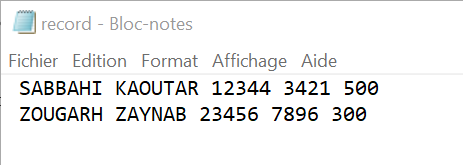 record - Bloc-notes
Fichier Edition Format Affichage Aide
SABBAHI KAOUTAR 12344 3421 500
ZOUGARH ZAYNAB 23456 7896 300